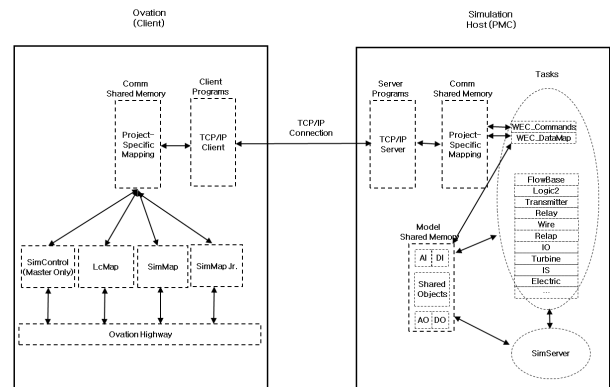 Ovation
(Client)
Simulation
Host (PMC)
Comm
Shared Memory
Client
Programs
Project-
Specific
Mapping
TCP/IP
Client
TCP/IP
Connection
Server
Programs
Comm
Shared Memory
Tasks
TCP/IP
Server
Project-
Specific
Mapping
WEC_Commands
WEC_DataMap
FlowBase
Logic2
Transmitter
Relay
Wire
Relap
IO
Turbine
IS
Electric
...
Model
Shared Memory
AI DI
Shared
Objects
AO DO
SimControl
(Master Only)
LcMap
SimMap
SimMap Jr.
Ovation Highway
SimServer